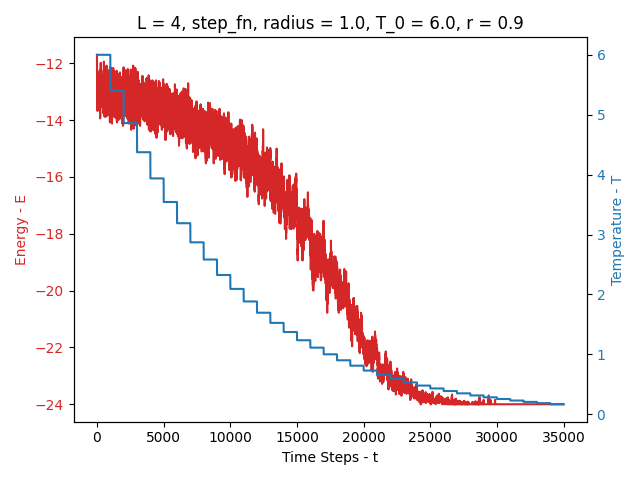 L = 4, step_fn, radius = 1.0, T_0 = 6.0, r = 0.9
−12
−14
−16
−18
−20
−22
−24
Energy - E
6
5
4
3
2
1
0
Temperature - T
0 5000 10000 15000 20000 25000 30000 35000
Time Steps - t